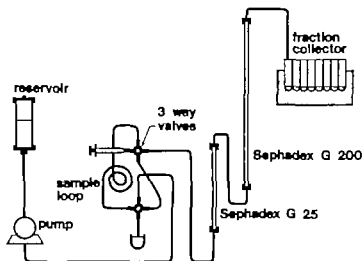 fraction
collector
reservoir
3 way
valves
sample
loop
Sephadex G 200
Sephadex G 25
pump